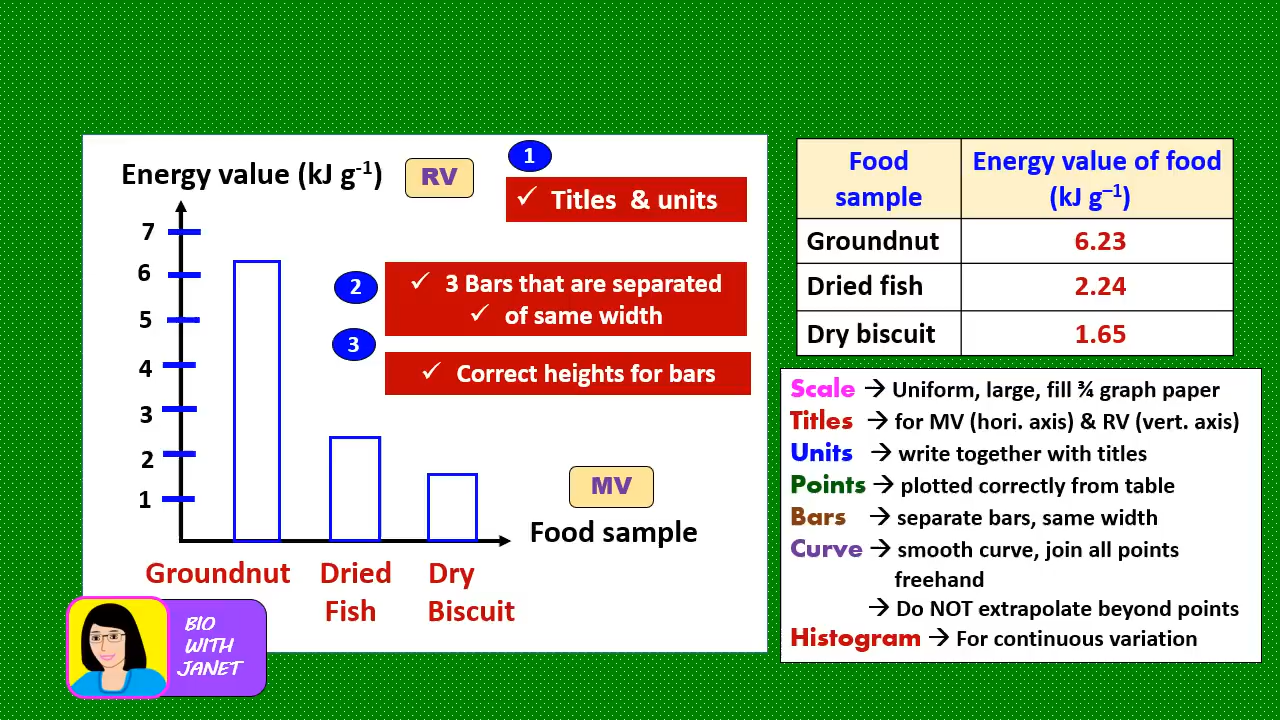 Energy value (kJ g⁻¹)
RV
1
✓ Titles & units
7
6
5
4
3
2
1
2
✓ 3 Bars that are separated
✓ of same width
3
✓ Correct heights for bars
MV
Food sample
Groundnut
Dried
Fish
Dry
Biscuit
BIO
WITH
JANET
Food
sample
Energy value of food
(kJ g⁻¹)
Groundnut 6.23
Dried fish 2.24
Dry biscuit 1.65
Scale → Uniform, large, fill ¾ graph paper
Titles → for MV (hori. axis) & RV (vert. axis)
Units → write together with titles
Points → plotted correctly from table
Bars → separate bars, same width
Curve → smooth curve, join all points
freehand
→ Do NOT extrapolate beyond points
Histogram → For continuous variation